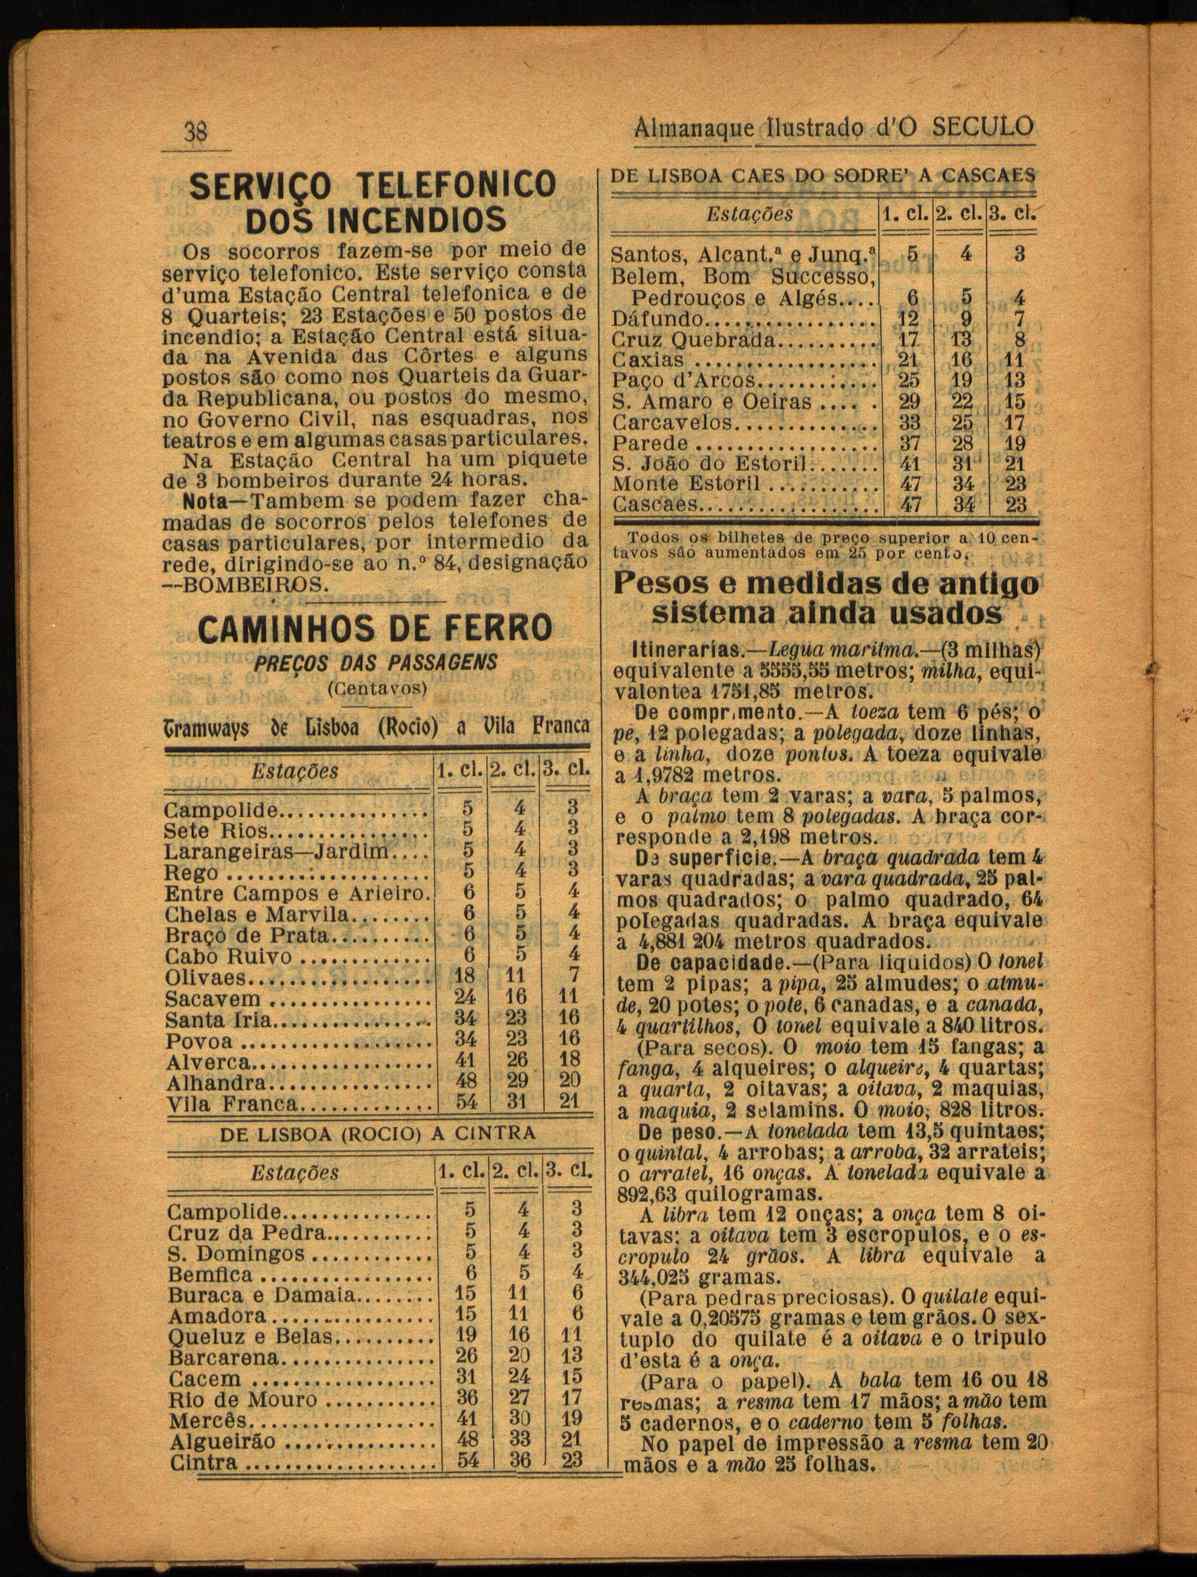 38
Almanaque Ilustrado d'O SECULO
SERVIÇO TELEFONICO
DOS INCENDIOS
Os socorros fazem-se por meio de
serviço telefonico. Este serviço consta
d'uma Estação Central telefonica e de
8 Quarteis; 23 Estações e 50 postos de
incendio; a Estação Central está situa-
da na Avenida das Côrtes e alguns
postos são como nos Quarteis da Guar-
da Republicana, ou postos do mesmo,
no Governo Civil, nas esquadras, nos
teatros e em algumas casas particulares.
Na Estação Central ha um piquete
de 3 bombeiros durante 24 horas.
Nota—Tambem se podem fazer cha-
madas de socorros pelos telefones de
casas particulares, por intermedio da
rede, dirigindo-se ao n.º 84, designação
—BOMBEIROS.
CAMINHOS DE FERRO
PREÇOS DAS PASSAGENS
(Centavos)
Tramways de Lisboa (Rocio) a Vila Franca
Estações 1. cl. 2. cl. 3. cl.
Campolide............... 5 4 3
Sete Rios................ 5 4 3
Larangeiras—Jardim.... 5 4 3
Rego .................... 5 4 3
Entre Campos e Arieiro. 6 5 4
Chelas e Marvila........ 6 5 4
Braço de Prata.......... 6 5 4
Cabo Ruivo ............. 6 5 4
Olivaes.................. 18 11 7
Sacavem ................ 24 16 11
Santa Iria................ 34 23 16
Povoa ................... 34 23 16
Alverca.................. 41 26 18
Alhandra................ 48 29 20
Vila Franca............. 54 31 21
DE LISBOA (ROCIO) A CINTRA
Estações 1. cl. 2. cl. 3. cl.
Campolide............... 5 4 3
Cruz da Pedra........... 5 4 3
S. Domingos ............ 5 4 3
Bemfica ................. 6 5 4
Buraca e Damaia........ 15 11 6
Amadora................ 15 11 6
Queluz e Belas.......... 19 16 11
Barcarena............... 26 20 13
Cacem .................. 31 24 15
Rio de Mouro ........... 36 27 17
Mercês.................. 41 30 19
Algueirão ............... 48 33 21
Cintra ................... 54 36 23
DE LISBOA CAES DO SODRE' A CASCAES
Estações 1. cl. 2. cl. 3. cl.
Santos, Alcant.ª e Junq.ª 5 4 3
Belem, Bom Successo,
Pedrouços e Algés.... 6 5 4
Dáfundo................. 12 9 7
Cruz Quebrada.......... 17 13 8
Caxias .................. 21 16 11
Paço d'Arcos............ 25 19 13
S. Amaro e Oeiras ..... . 29 22 15
Carcavelos.............. 33 25 17
Parede .................. 37 28 19
S. João do Estoril....... 41 31 21
Monte Estoril ........... 47 34 23
Cascaes.................. 47 34 23
Todos os bilhetes de preço superior a 10 cen-
tavos são aumentados em 25 por cento.
Pesos e medidas de antigo
sistema ainda usados
Itinerarias.—Legua maritma.—(3 milhas)
equivalente a 5555,55 metros; milha, equi-
valentea 1751,85 metros.
De comprimento.—A toeza tem 6 pés; o
pé, 12 polegadas; a polegada, doze linhas,
e a linha, doze pontos. A toeza equivale
a 1,9782 metros.
A braça tem 2 varas; a vara, 5 palmos,
e o palmo tem 8 polegadas. A braça cor-
responde a 2,198 metros.
De superficie.—A braça quadrada tem 4
varas quadradas; a vara quadrada, 25 pal-
mos quadrados; o palmo quadrado, 64
polegadas quadradas. A braça equivale
a 4,881 204 metros quadrados.
De capacidade.—(Para liquidos) O tonel
tem 2 pipas; a pipa, 25 almudes; o almu-
de, 20 potes; o pote, 6 canadas, e a canada,
4 quartilhos, O tonel equivale a 840 litros.
(Para secos). O moio tem 15 fangas; a
fanga, 4 alqueires; o alqueire, 4 quartas;
a quarta, 2 oitavas; a oitava, 2 maquias,
a maquia, 2 selamins. O moio, 828 litros.
De peso.—A tonelada tem 13,5 quintaes;
o quintal, 4 arrobas; a arroba, 32 arrateis;
o arratel, 16 onças. A tonelada equivale a
892,63 quilogramas.
A libra tem 12 onças; a onça tem 8 oi-
tavas; a oitava tem 3 escropulos, e o es-
cropulo 24 grãos. A libra equivale a
344,025 gramas.
(Para pedras preciosas). O quilate equi-
vale a 0,20575 gramas e tem grãos. O sex-
tuplo do quilate é a oitava e o tripulo
d'esta é a onça.
(Para o papel). A bala tem 16 ou 18
resmas; a resma tem 17 mãos; a mão tem
5 cadernos, e o caderno tem 5 folhas.
No papel de impressão a resma tem 20
mãos e a mão 25 folhas.